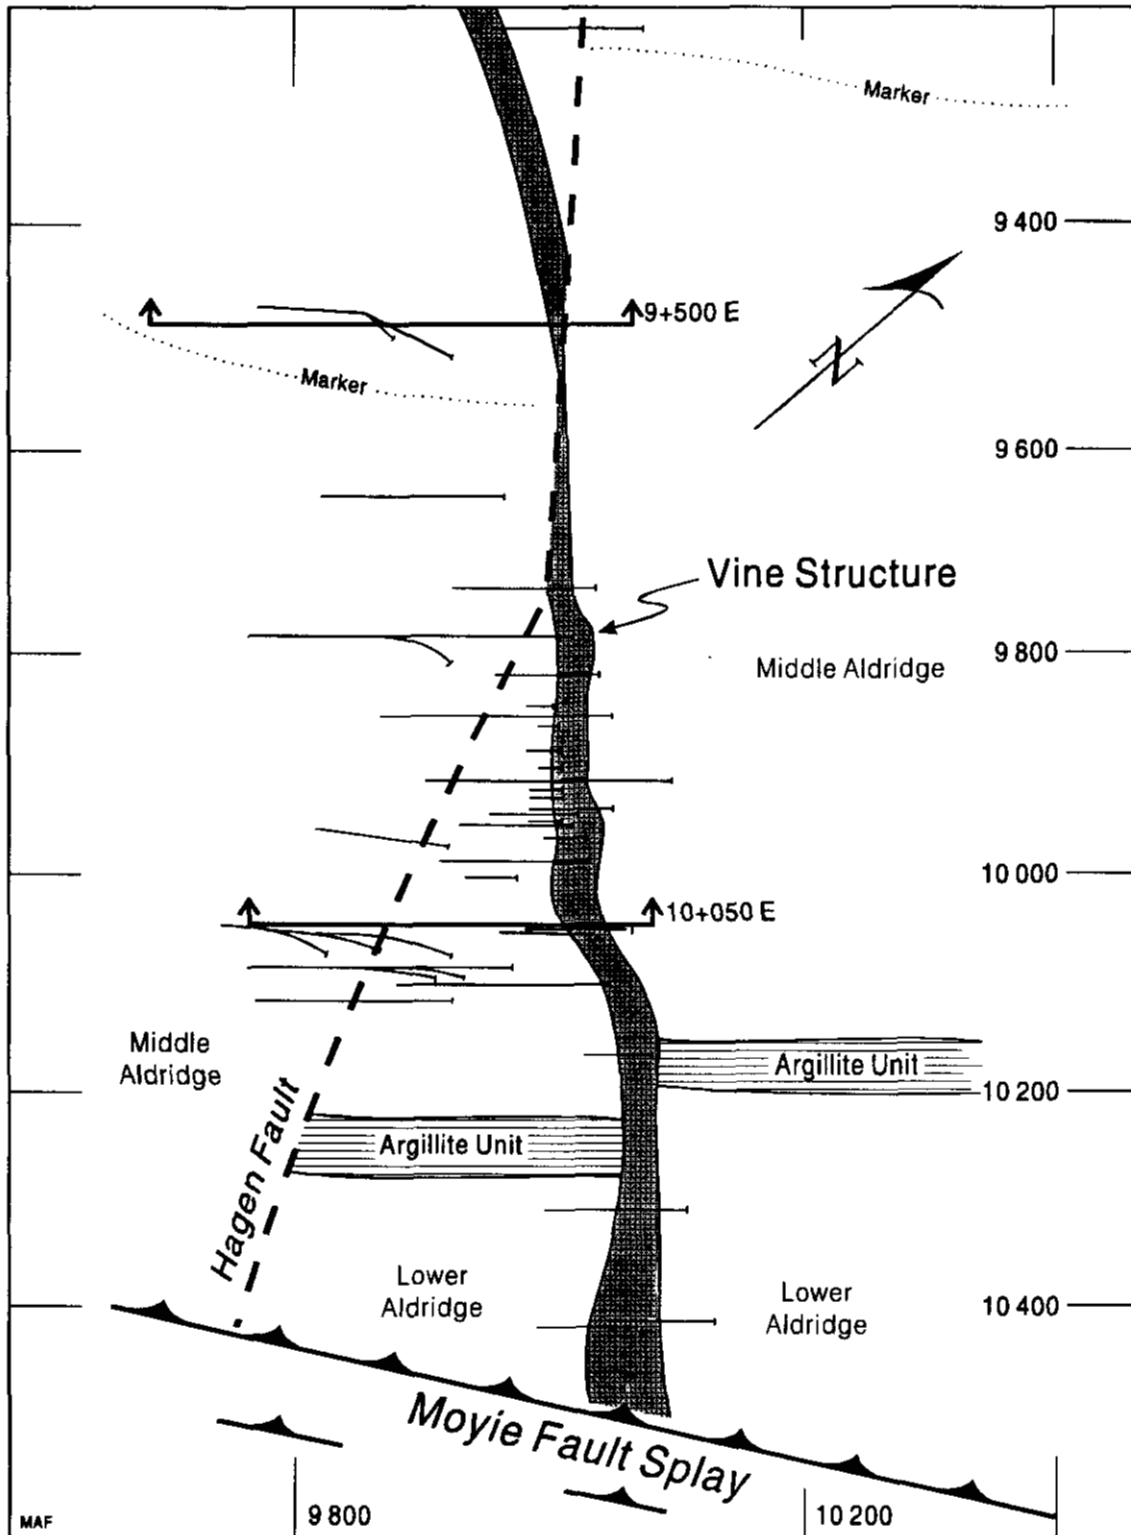 Marker
9 400
9+500 E
Marker
9 600
Vine Structure
9 800
Middle Aldridge
10 000
10+050 E
Middle
Aldridge
Argillite Unit
10 200
Argillite Unit
Hagen Fault
Lower
Aldridge
Lower
Aldridge
10 400
Moyie Fault Splay
9 800
10 200
MAF
N